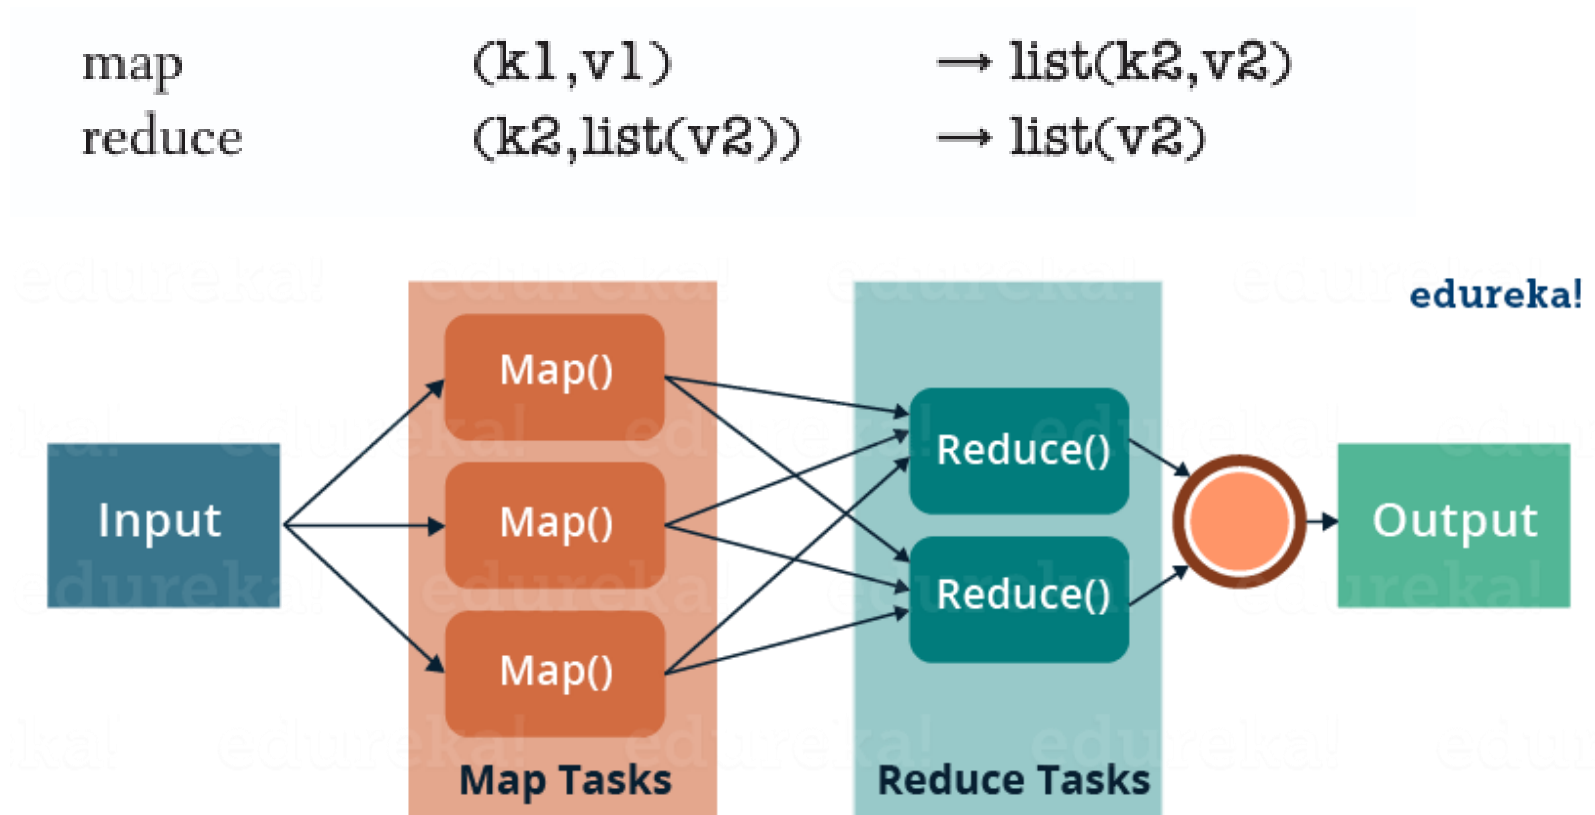 map (k1,v1) → list(k2,v2)
reduce (k2,list(v2)) → list(v2)
edureka!
Map()
Reduce()
Input
Map()
Output
Reduce()
Map()
Map Tasks
Reduce Tasks